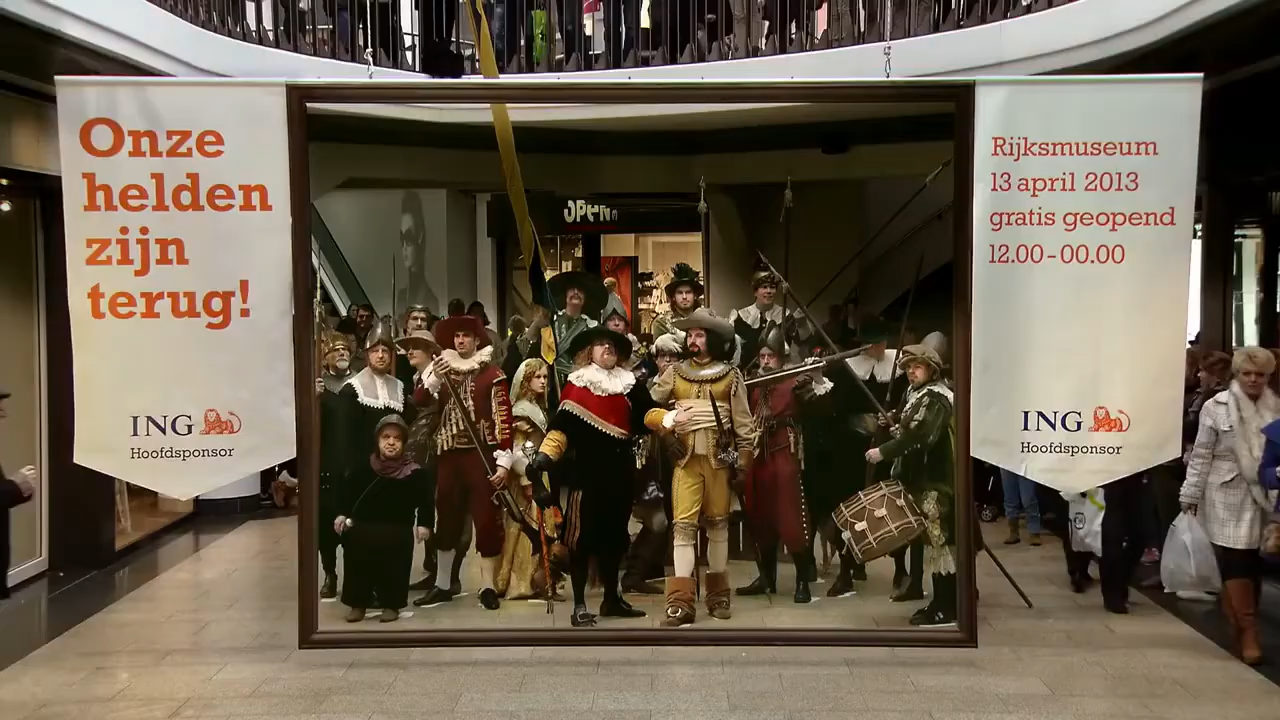 Onze
helden
zijn
terug!
ING
Hoofdsponsor
OPEN
Rijksmuseum
13 april 2013
gratis geopend
12.00-00.00
ING
Hoofdsponsor